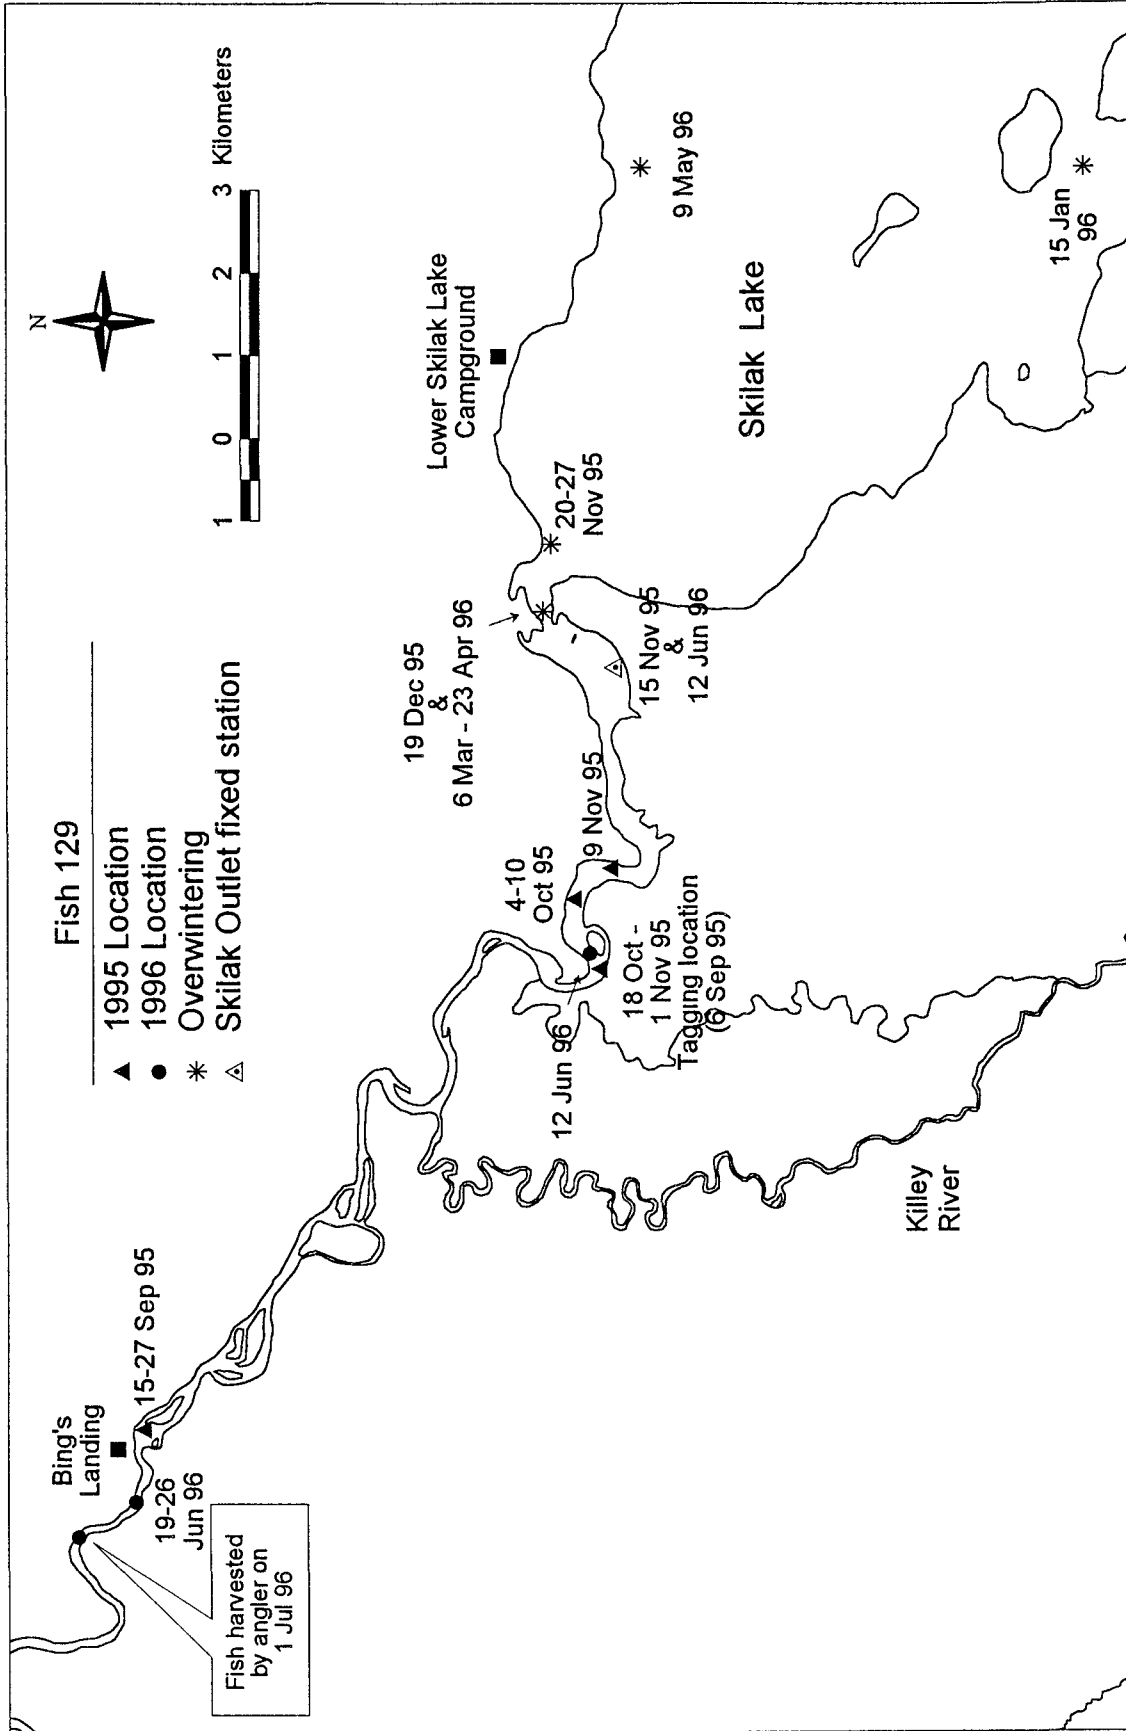 Fish 129
1995 Location
1996 Location
Overwintering
Skilak Outlet fixed station
N
1 0 1 2 3 Kilometers
Bing's
Landing
15-27 Sep 95
19-26
Jun 96
Fish harvested
by angler on
1 Jul 96
19 Dec 95
&
6 Mar - 23 Apr 96
Lower Skilak Lake
Campground
20-27
Nov 95
9 May 96
4-10
Oct 95
9 Nov 95
15 Nov 95
&
12 Jun 96
12 Jun 96
18 Oct -
1 Nov 95
Tagging location
(6 Sep 95)
Skilak Lake
15 Jan
96
Killey
River